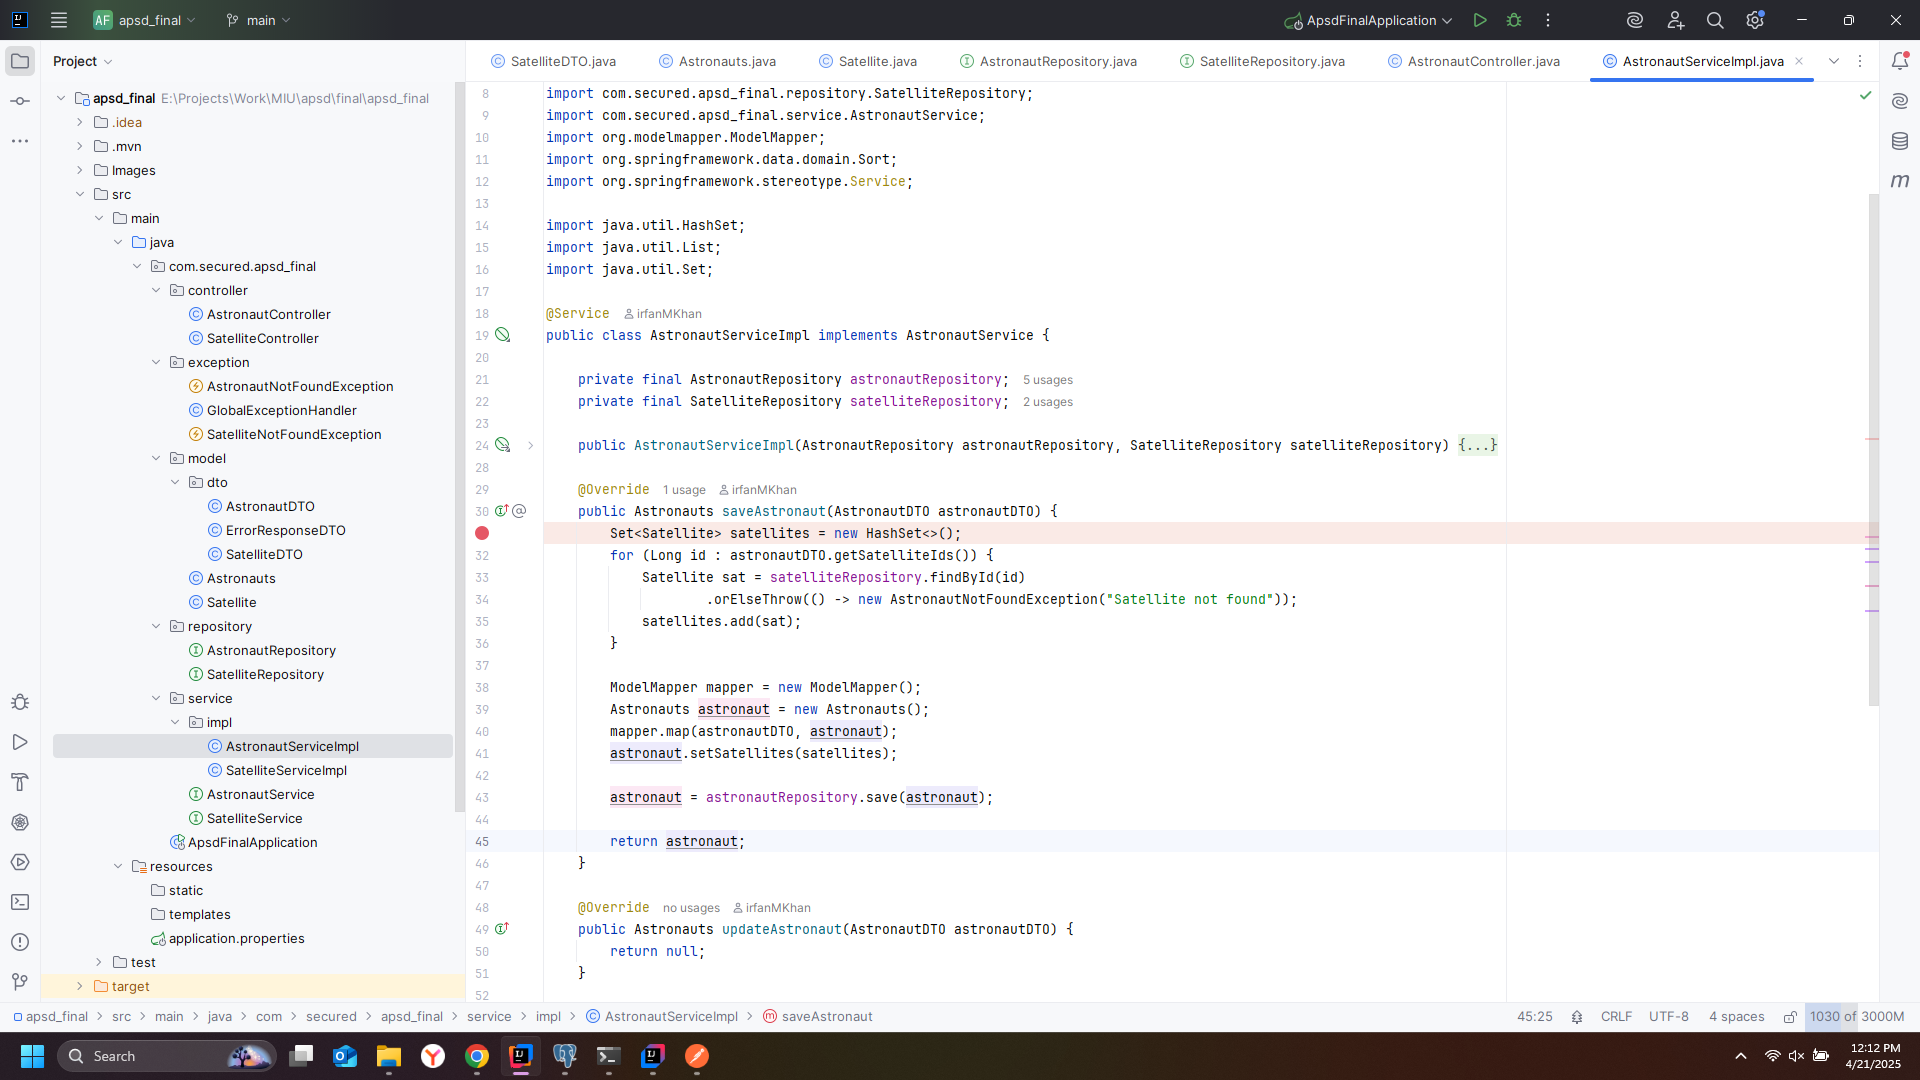 AF apsd_final main ApsdFinalApplication
Project
SatelliteDTO.java Astronauts.java Satellite.java AstronautRepository.java SatelliteRepository.java AstronautController.java AstronautServiceImpl.java
apsd_final E:\Projects\Work\MIU\apsd\final\apsd_final
.idea
.mvn
Images
src
main
java
com.secured.apsd_final
controller
AstronautController
SatelliteController
exception
AstronautNotFoundException
GlobalExceptionHandler
SatelliteNotFoundException
model
dto
AstronautDTO
ErrorResponseDTO
SatelliteDTO
Astronauts
Satellite
repository
AstronautRepository
SatelliteRepository
service
impl
AstronautServiceImpl
SatelliteServiceImpl
AstronautService
SatelliteService
ApsdFinalApplication
resources
static
templates
application.properties
test
target
8 import com.secured.apsd_final.repository.SatelliteRepository;
9 import com.secured.apsd_final.service.AstronautService;
10 import org.modelmapper.ModelMapper;
11 import org.springframework.data.domain.Sort;
12 import org.springframework.stereotype.Service;
13
14 import java.util.HashSet;
15 import java.util.List;
16 import java.util.Set;
17
18 @Service irfanMKhan
19 public class AstronautServiceImpl implements AstronautService {
20
21 private final AstronautRepository astronautRepository; 5 usages
22 private final SatelliteRepository satelliteRepository; 2 usages
23
24 public AstronautServiceImpl(AstronautRepository astronautRepository, SatelliteRepository satelliteRepository) {...}
28
29 @Override 1 usage irfanMKhan
30 public Astronauts saveAstronaut(AstronautDTO astronautDTO) {
Set<Satellite> satellites = new HashSet<>();
32 for (Long id : astronautDTO.getSatelliteIds()) {
33 Satellite sat = satelliteRepository.findById(id)
34 .orElseThrow(() -> new AstronautNotFoundException("Satellite not found"));
35 satellites.add(sat);
36 }
37
38 ModelMapper mapper = new ModelMapper();
39 Astronauts astronaut = new Astronauts();
40 mapper.map(astronautDTO, astronaut);
41 astronaut.setSatellites(satellites);
42
43 astronaut = astronautRepository.save(astronaut);
44
45 return astronaut;
46 }
47
48 @Override no usages irfanMKhan
49 public Astronauts updateAstronaut(AstronautDTO astronautDTO) {
50 return null;
51 }
52
apsd_final > src > main > java > com > secured > apsd_final > service > impl > AstronautServiceImpl > saveAstronaut 45:25 CRLF UTF-8 4 spaces 1030 of 3000M
Search
12:12 PM
4/21/2025